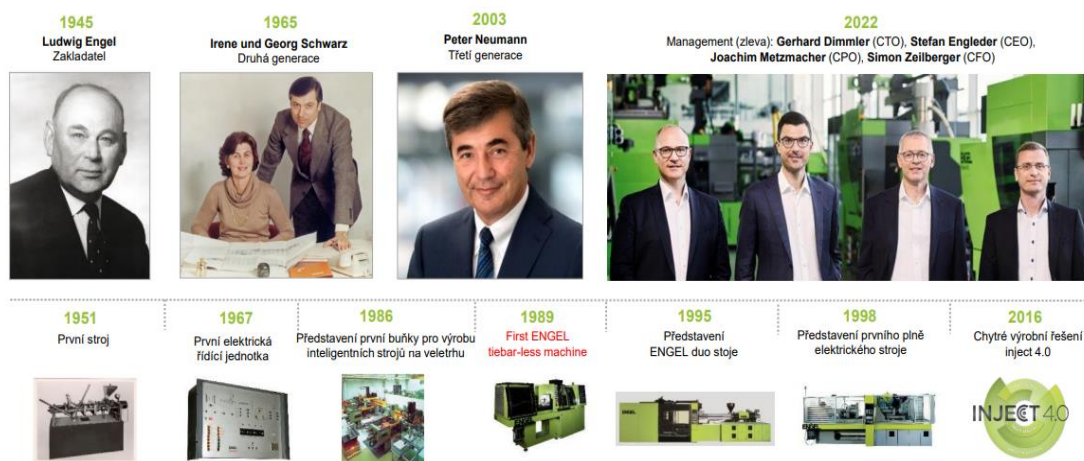 1945
Ludwig Engel
Zakladatel
1965
Irene und Georg Schwarz
Druhá generace
2003
Peter Neumann
Třetí generace
2022
Management (zleva): Gerhard Dimmler (CTO), Stefan Engleder (CEO),
Joachim Metzmacher (CPO), Simon Zeilberger (CFO)
1951
První stroj
1967
První elektrická
řídící jednotka
1986
Představení první buňky pro výrobu
inteligentních strojů na veletrhu
1989
First ENGEL
tiebar-less machine
1995
Představení
ENGEL duo stoje
ENGEL
1998
Představení prvního plně
elektrického stroje
2016
Chytré výrobní řešení
inject 4.0
INJECT 4.0